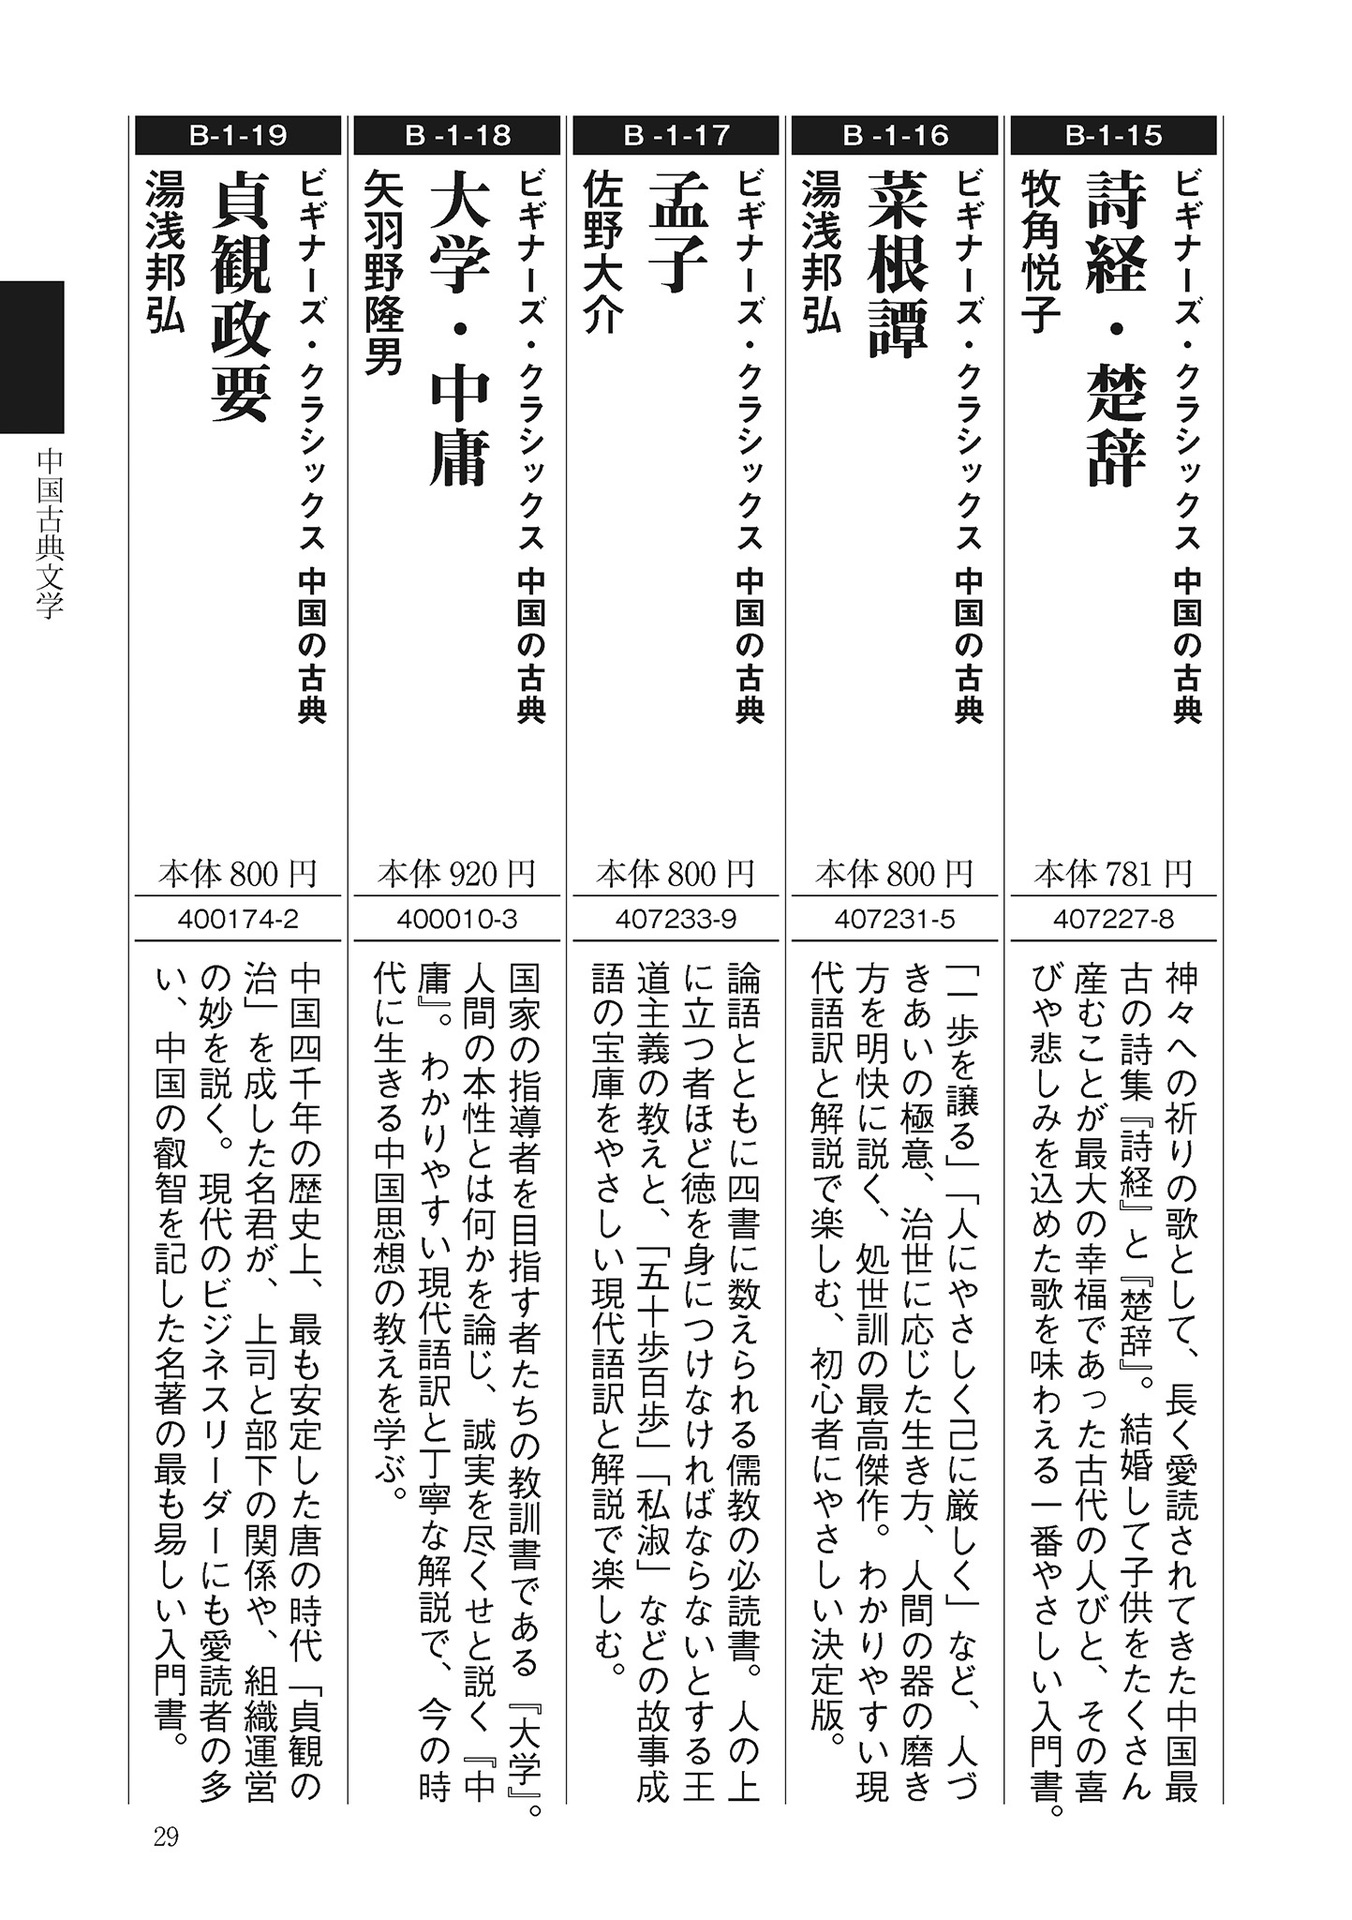 B-1-15
ビギナーズ・クラシックス 中国の古典
詩経・楚辞
牧角悦子
本体 781 円
407227-8
神々への祈りの歌として、長く愛読されてきた中国最
古の詩集『詩経』と『楚辞』。結婚して子供をたくさん
産むことが最大の幸福であった古代の人びと、その喜
びや悲しみを込めた歌を味わえる一番やさしい入門書。
B-1-16
ビギナーズ・クラシックス 中国の古典
菜根譚
湯浅邦弘
本体 800 円
407231-5
「一歩を譲る」「人にやさしく己に厳しく」など、人づ
きあいの極意、治世に応じた生き方、人間の器の磨き
方を明快に説く、処世訓の最高傑作。わかりやすい現
代語訳と解説で楽しむ、初心者にやさしい決定版。
B-1-17
ビギナーズ・クラシックス 中国の古典
孟子
佐野大介
本体 800 円
407233-9
論語とともに四書に数えられる儒教の必読書。人の上
に立つ者ほど徳を身につけなければならないとする王
道主義の教えと、「五十歩百歩」「私淑」などの故事成
語の宝庫をやさしい現代語訳と解説で楽しむ。
B-1-18
ビギナーズ・クラシックス 中国の古典
大学・中庸
矢羽野隆男
本体 920 円
400010-3
国家の指導者を目指す者たちの教訓書である『大学』。
人間の本性とは何かを論じ、誠実を尽くせと説く『中
庸』。わかりやすい現代語訳と丁寧な解説で、今の時
代に生きる中国思想の教えを学ぶ。
B-1-19
ビギナーズ・クラシックス 中国の古典
貞観政要
湯浅邦弘
本体 800 円
400174-2
中国四千年の歴史上、最も安定した唐の時代「貞観の
治」を成した名君が、上司と部下の関係や、組織運営
の妙を説く。現代のビジネスリーダーにも愛読者の多
い、中国の叡智を記した名著の最も易しい入門書。
中国古典文学
29